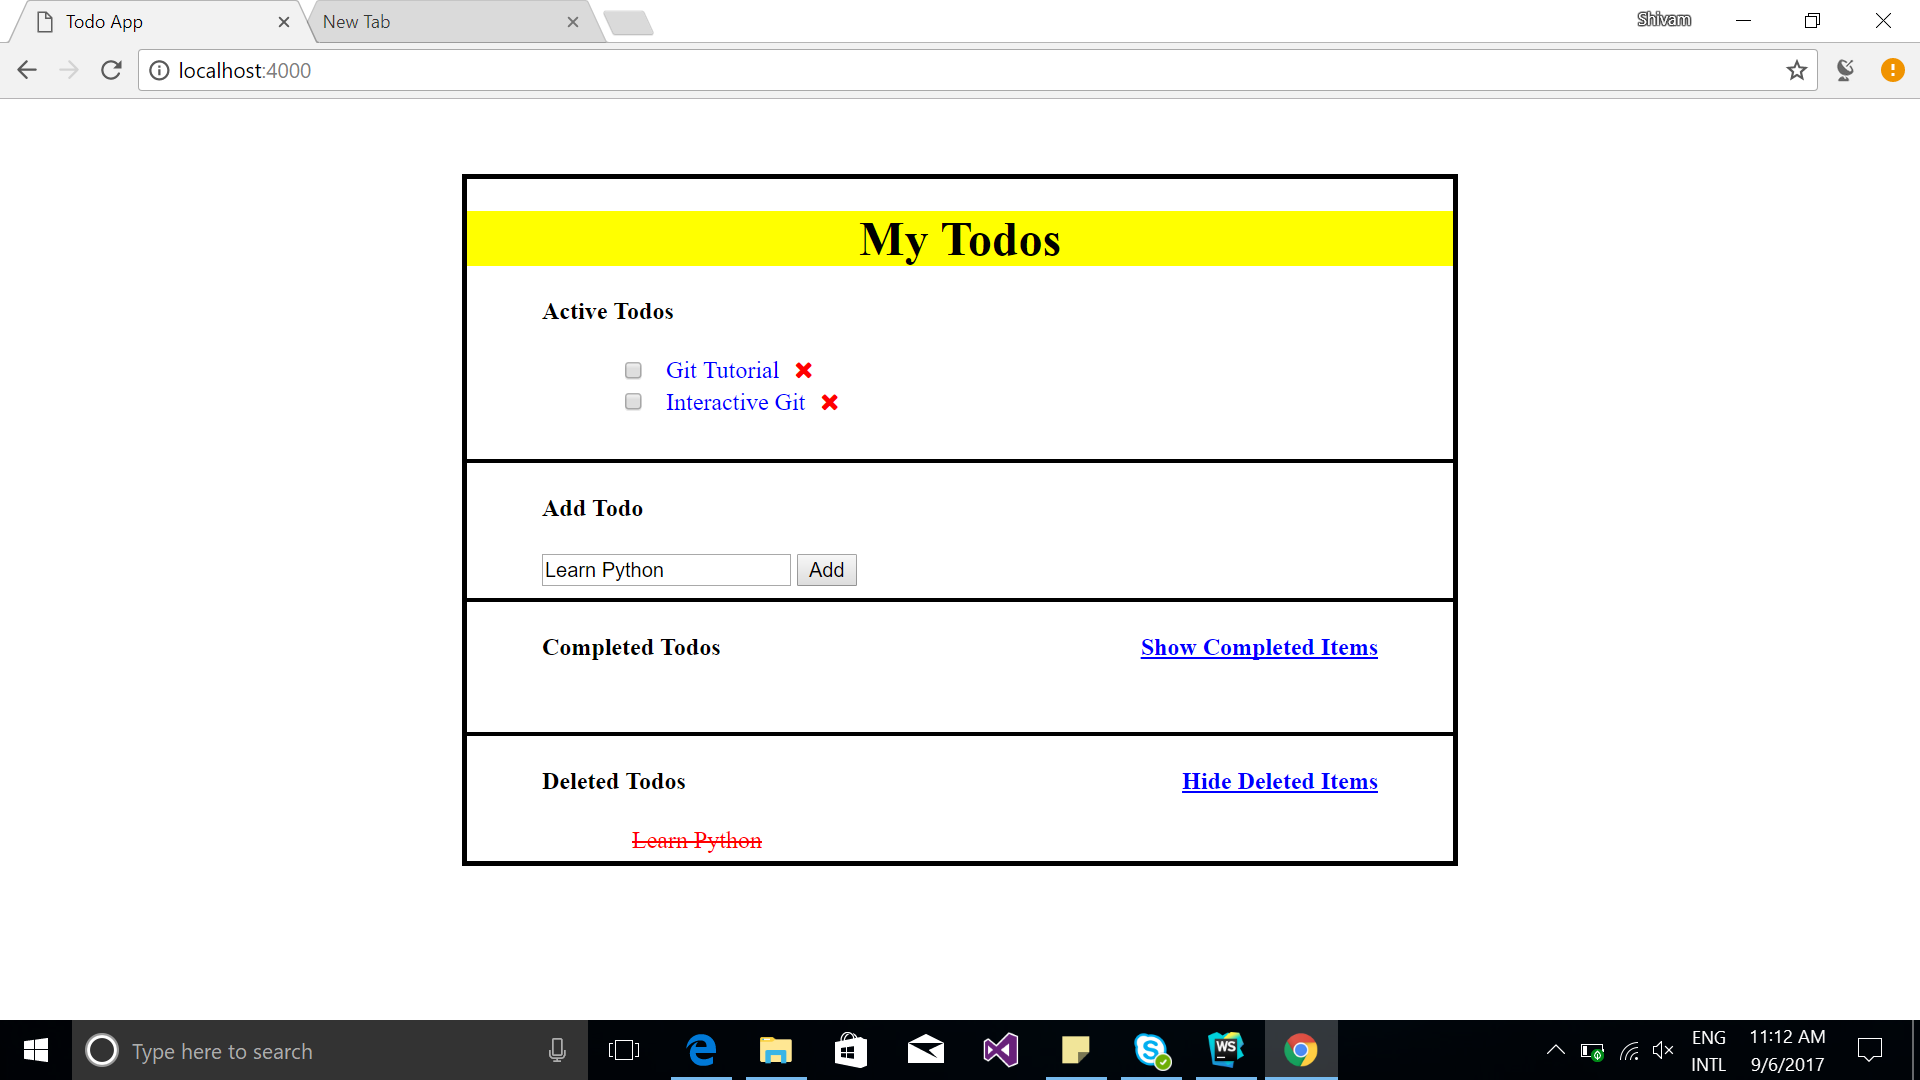 Todo App
New Tab
Shivam
localhost:4000
My Todos
Active Todos
Git Tutorial
Interactive Git
Add Todo
Learn Python Add
Completed Todos Show Completed Items
Deleted Todos Hide Deleted Items
Learn Python
Type here to search
WS
ENG 11:12 AM
INTL 9/6/2017